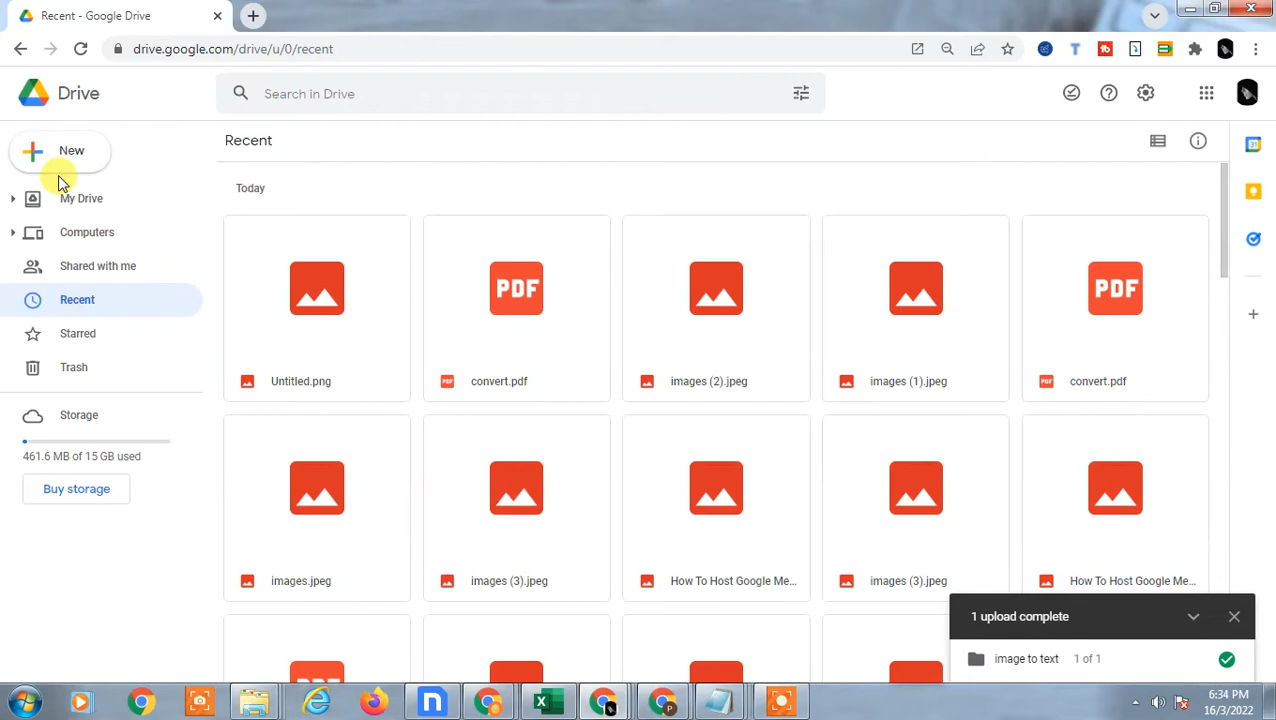 Recent - Google Drive
drive.google.com/drive/u/0/recent
Drive
Search in Drive
New
My Drive
Computers
Shared with me
Recent
Starred
Trash
Storage
461.6 MB of 15 GB used
Buy storage
Recent
Today
PDF
PDF
Untitled.png
PDF convert.pdf
images (2).jpeg
images (1).jpeg
PDF convert.pdf
images.jpeg
images (3).jpeg
How To Host Google Me...
images (3).jpeg
How To Host Google Me...
1 upload complete
image to text 1 of 1
6:34 PM
16/3/2022